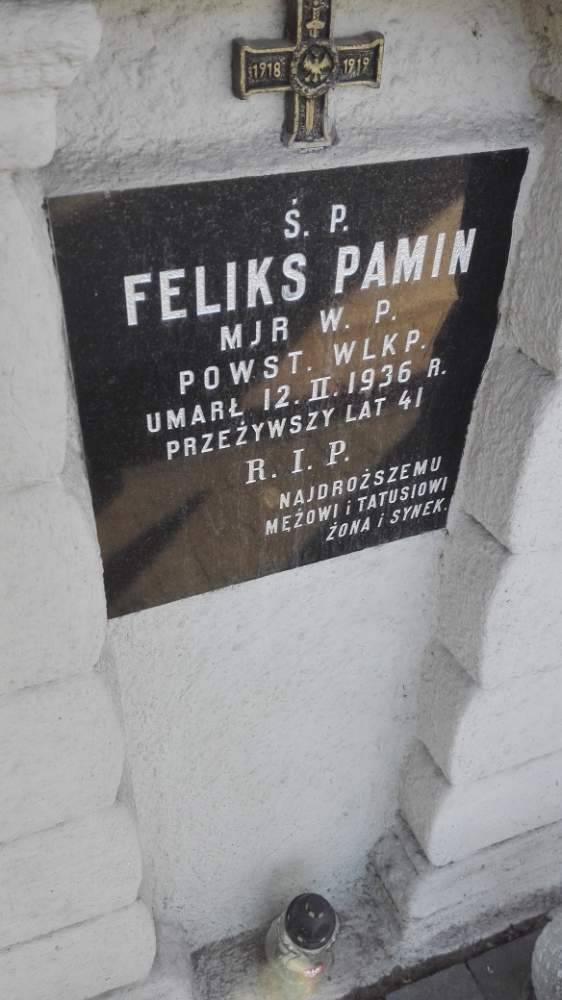 1918 1919
Ś. P.
FELIKS PAMIN
MJR W. P.
POWST. WLKP.
UMARŁ 12. II. 1936 R.
PRZEŻYWSZY LAT 41
R. I. P.
NAJDROŻSZEMU
MĘŻOWI i TATUSIOWI
ŻONA i SYNEK.